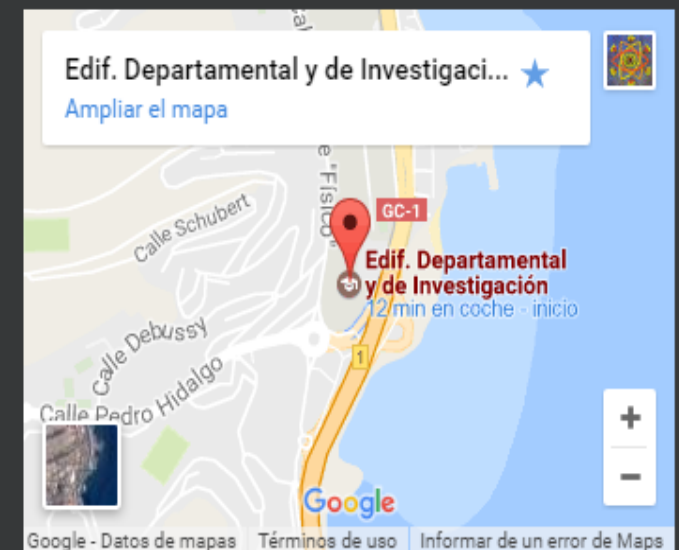 Edif. Departamental y de Investigaci...
Ampliar el mapa
e "Físico"
GC-1
Calle Schubert
Edif. Departamental
y de Investigación
12 min en coche - inicio
Calle Debussy
1
Calle Pedro Hidalgo
+
−
Google
Google - Datos de mapas Términos de uso Informar de un error de Maps